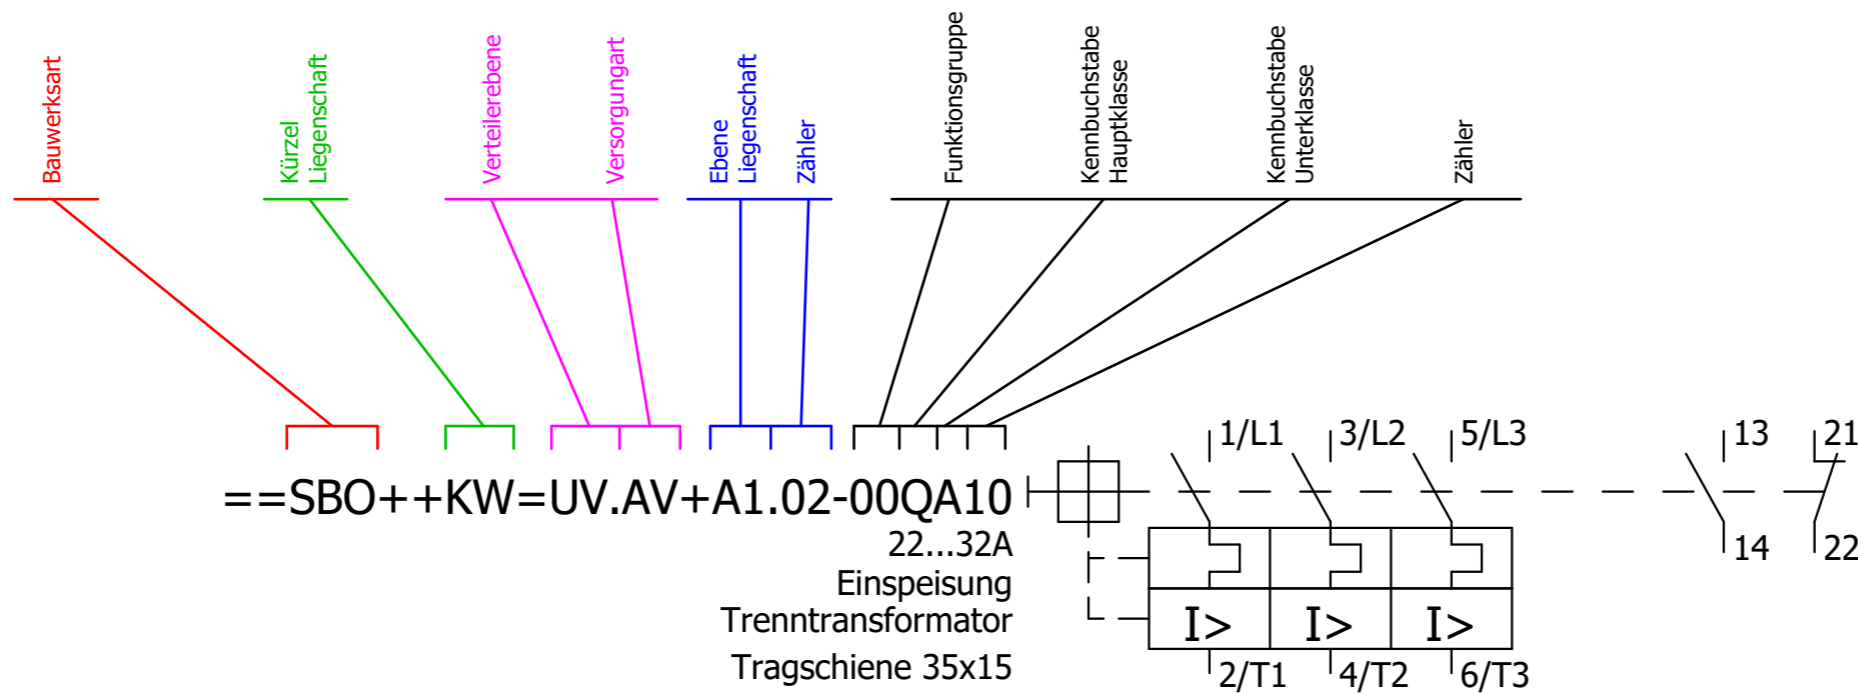 Bauwerksart
Kürzel
Liegenschaft
Verteilerebene
Versorgungart
Ebene
Liegenschaft
Zähler
Funktionsgruppe
Kennbuchstabe
Hauptklasse
Kennbuchstabe
Unterklasse
Zähler
==SBO++KW=UV.AV+A1.02-00QA10
22...32A
Einspeisung
Trenntransformator
Tragschiene 35x15
1/L1 3/L2 5/L3 13 21
I> I> I>
2/T1 4/T2 6/T3 14 22